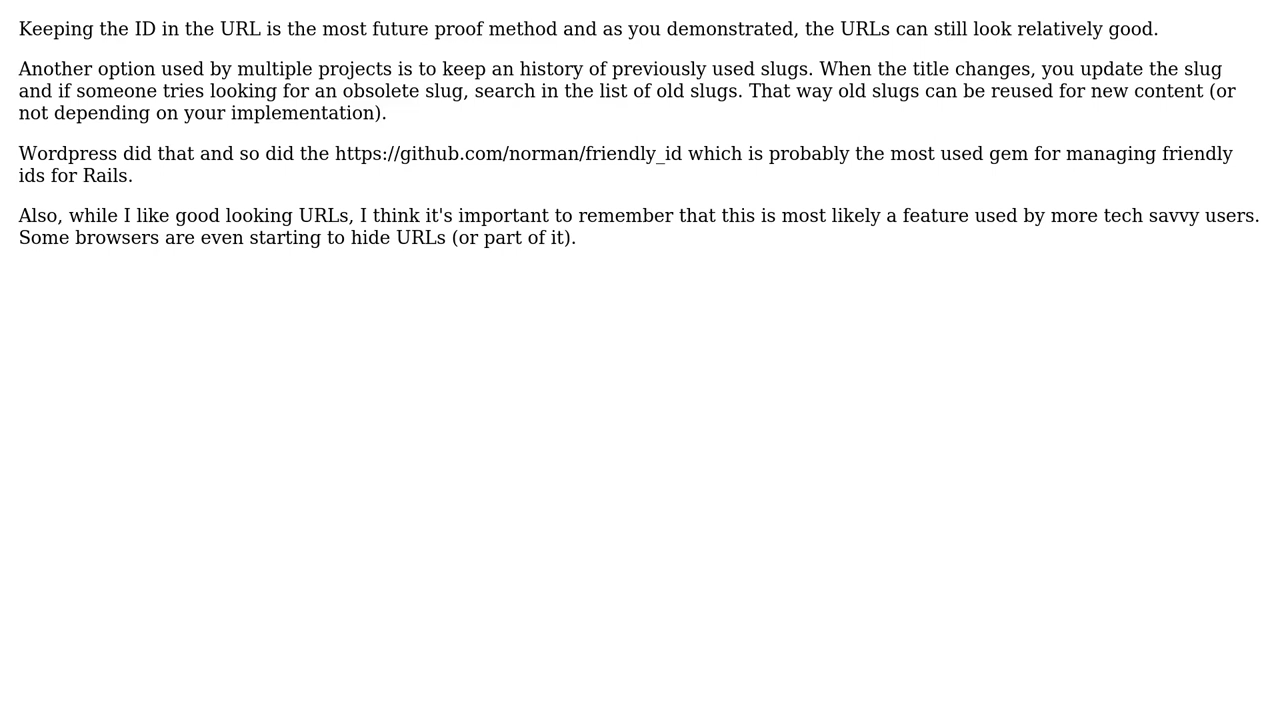 Keeping the ID in the URL is the most future proof method and as you demonstrated, the URLs can still look relatively good.
Another option used by multiple projects is to keep an history of previously used slugs. When the title changes, you update the slug
and if someone tries looking for an obsolete slug, search in the list of old slugs. That way old slugs can be reused for new content (or
not depending on your implementation).
Wordpress did that and so did the https://github.com/norman/friendly_id which is probably the most used gem for managing friendly
ids for Rails.
Also, while I like good looking URLs, I think it's important to remember that this is most likely a feature used by more tech savvy users.
Some browsers are even starting to hide URLs (or part of it).